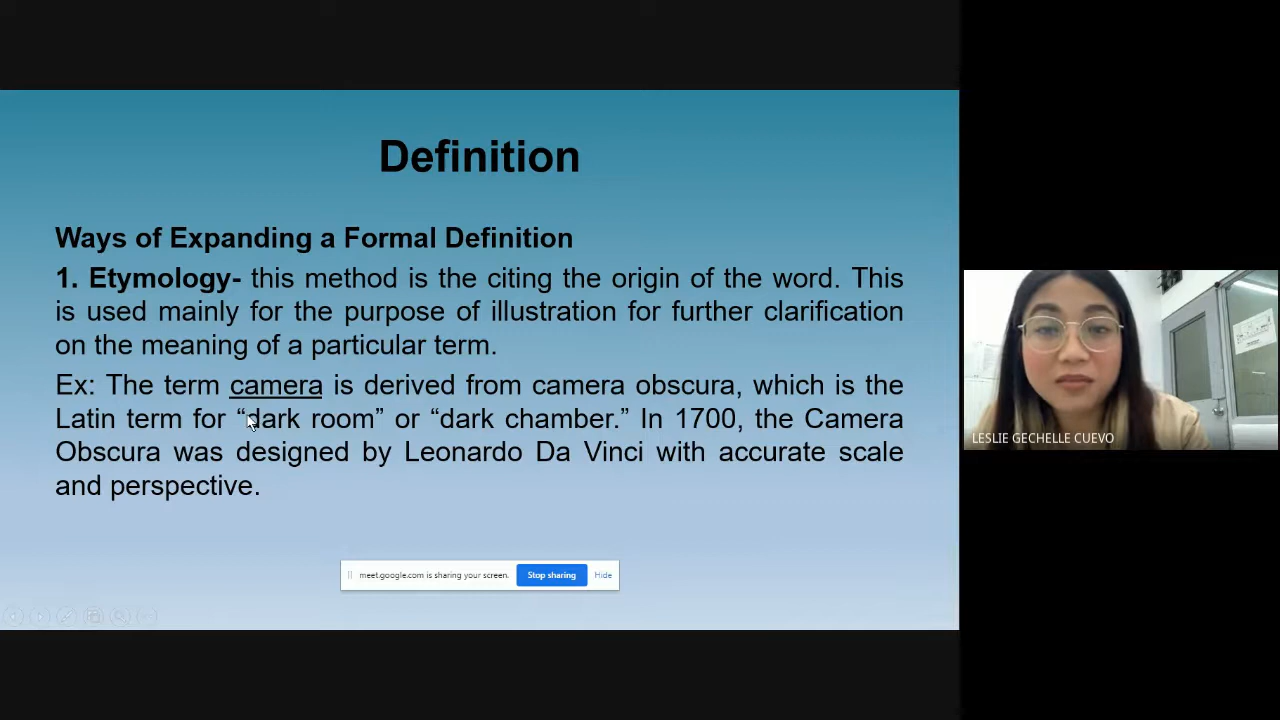 Definition
Ways of Expanding a Formal Definition
1. Etymology- this method is the citing the origin of the word. This
is used mainly for the purpose of illustration for further clarification
on the meaning of a particular term.
Ex: The term camera is derived from camera obscura, which is the
Latin term for “dark room” or “dark chamber.” In 1700, the Camera
Obscura was designed by Leonardo Da Vinci with accurate scale
and perspective.
meet.google.com is sharing your screen. Stop sharing Hide
LESLIE GECHELLE CUEVO